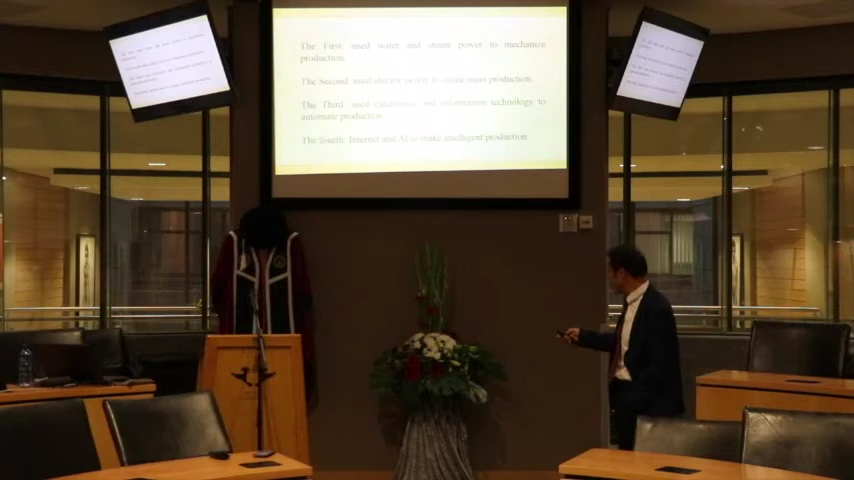 The First: used water and steam power to mechanize
production.
The Second: used electric power to create mass production.
The Third: used electronics and information technology to
automate production.
The fourth: Internet and AI to make intelligent production